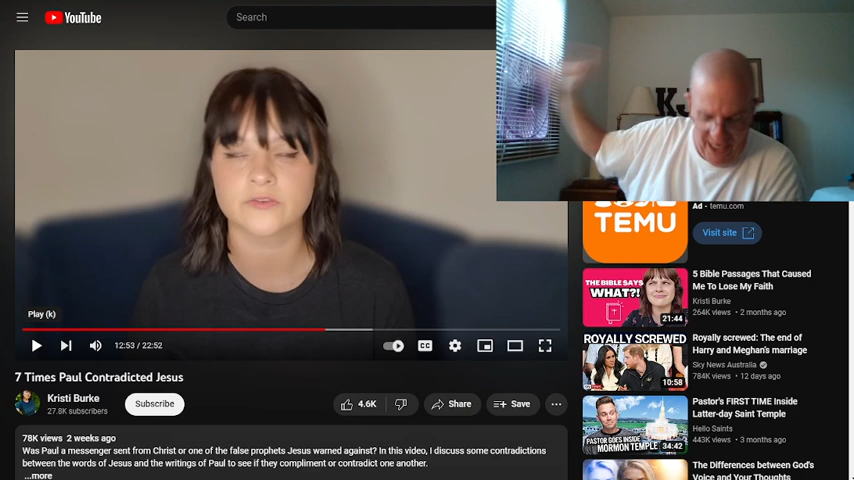 YouTube
Search
KJ
Play (k)
12:53 / 22:52
CC
7 Times Paul Contradicted Jesus
Kristi Burke
27.8K subscribers
Subscribe
4.6K
Share
Save
78K views 2 weeks ago
Was Paul a messenger sent from Christ or one of the false prophets Jesus warned against? In this video, I discuss some contradictions
between the words of Jesus and the writings of Paul to see if they compliment or contradict one another.
...more
TEMU
Ad - temu.com
Visit site
THE BIBLE SAYS
WHAT?!
21:44
5 Bible Passages That Caused
Me To Lose My Faith
Kristi Burke
264K views • 2 months ago
ROYALLY SCREWED
10:58
Royally screwed: The end of
Harry and Meghan's marriage
Sky News Australia
784K views • 12 days ago
PASTOR GOES INSIDE
MORMON TEMPLE
34:42
Pastor's FIRST TIME Inside
Latter-day Saint Temple
Hello Saints
443K views • 3 months ago
The Differences between God's
Voice and Your Thoughts